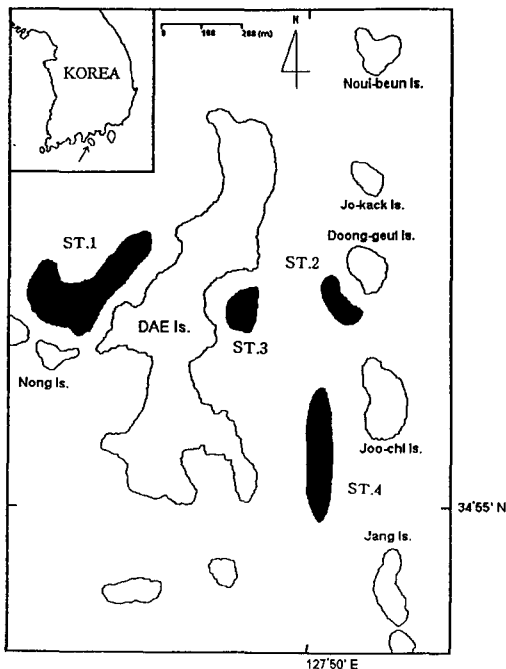 KOREA
0 100 200 (m)
N
Noui-beun Is.
Jo-kack Is.
Doong-geul Is.
ST.1
ST.2
DAE Is.
ST.3
Nong Is.
Joo-chi Is.
ST.4
34°55' N
Jang Is.
127°50' E